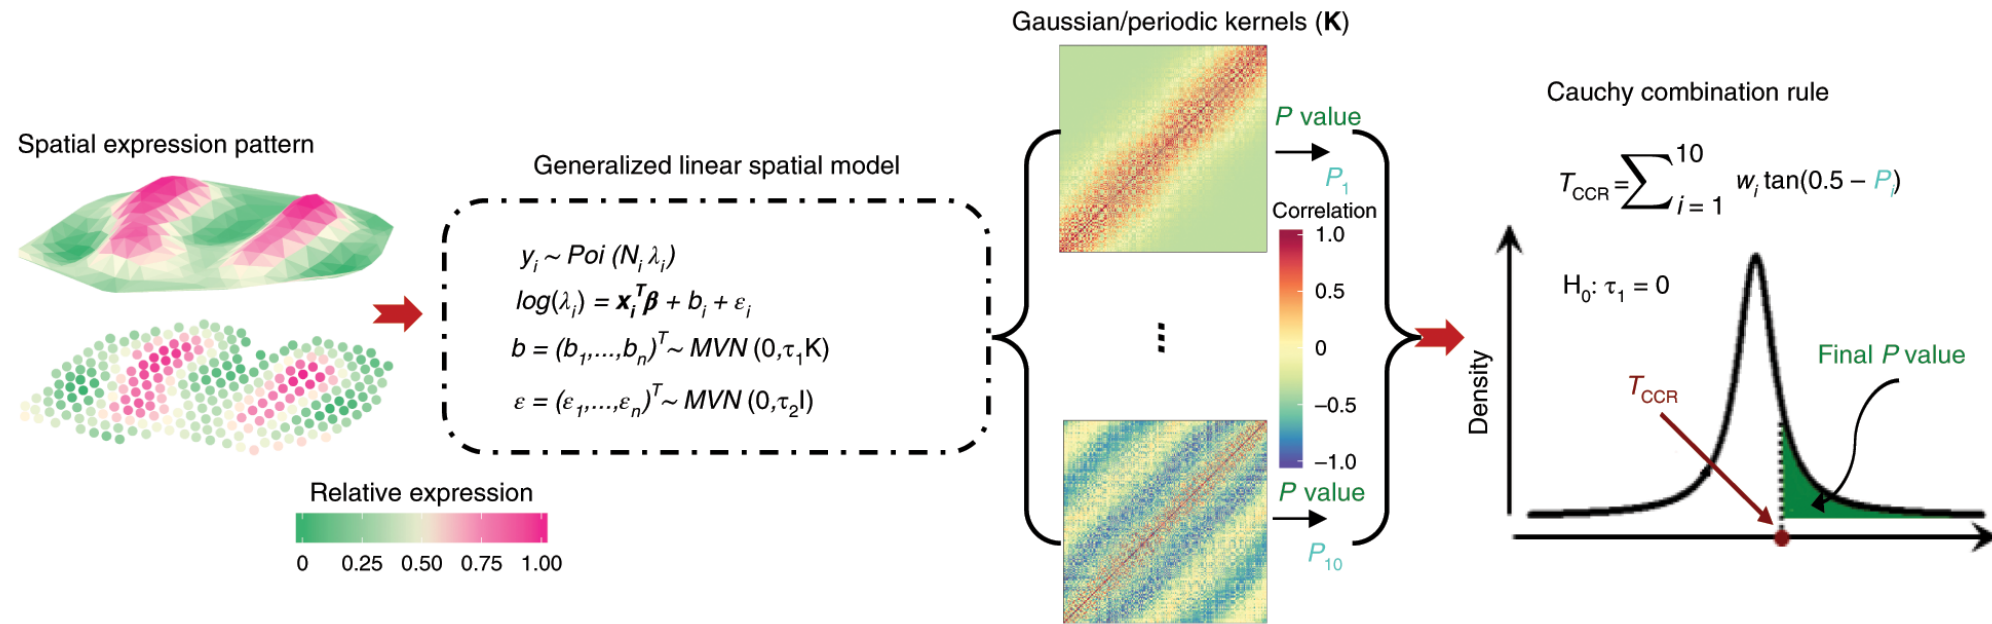 Spatial expression pattern
Relative expression
0 0.25 0.50 0.75 1.00
Generalized linear spatial model
y_i ~ Poi (N_i λ_i)
log(λ_i) = x_i^T β + b_i + ε_i
b = (b_1,...,b_n)^T ~ MVN (0,τ_1K)
ε = (ε_1,...,ε_n)^T ~ MVN (0,τ_2I)
Gaussian/periodic kernels (K)
P value
P_1
Correlation
1.0
0.5
0
−0.5
−1.0
P value
P_10
Cauchy combination rule
T_CCR = ∑_{i = 1}^{10} w_i tan(0.5 − P_i)
H_0: τ_1 = 0
Final P value
T_CCR
Density